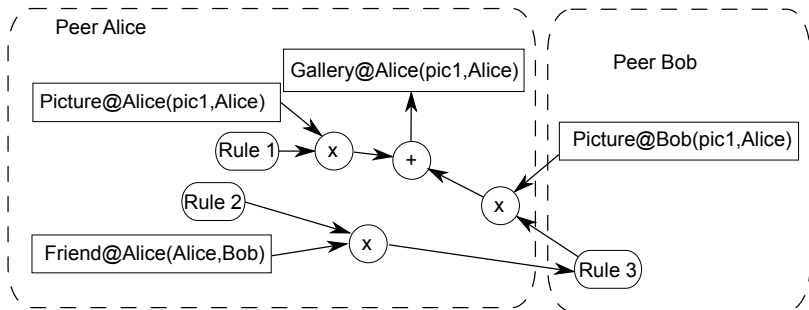 Peer Alice
Gallery@Alice(pic1,Alice)
Peer Bob
Picture@Alice(pic1,Alice)
Picture@Bob(pic1,Alice)
Rule 1
x
+
Rule 2
x
Friend@Alice(Alice,Bob)
x
Rule 3